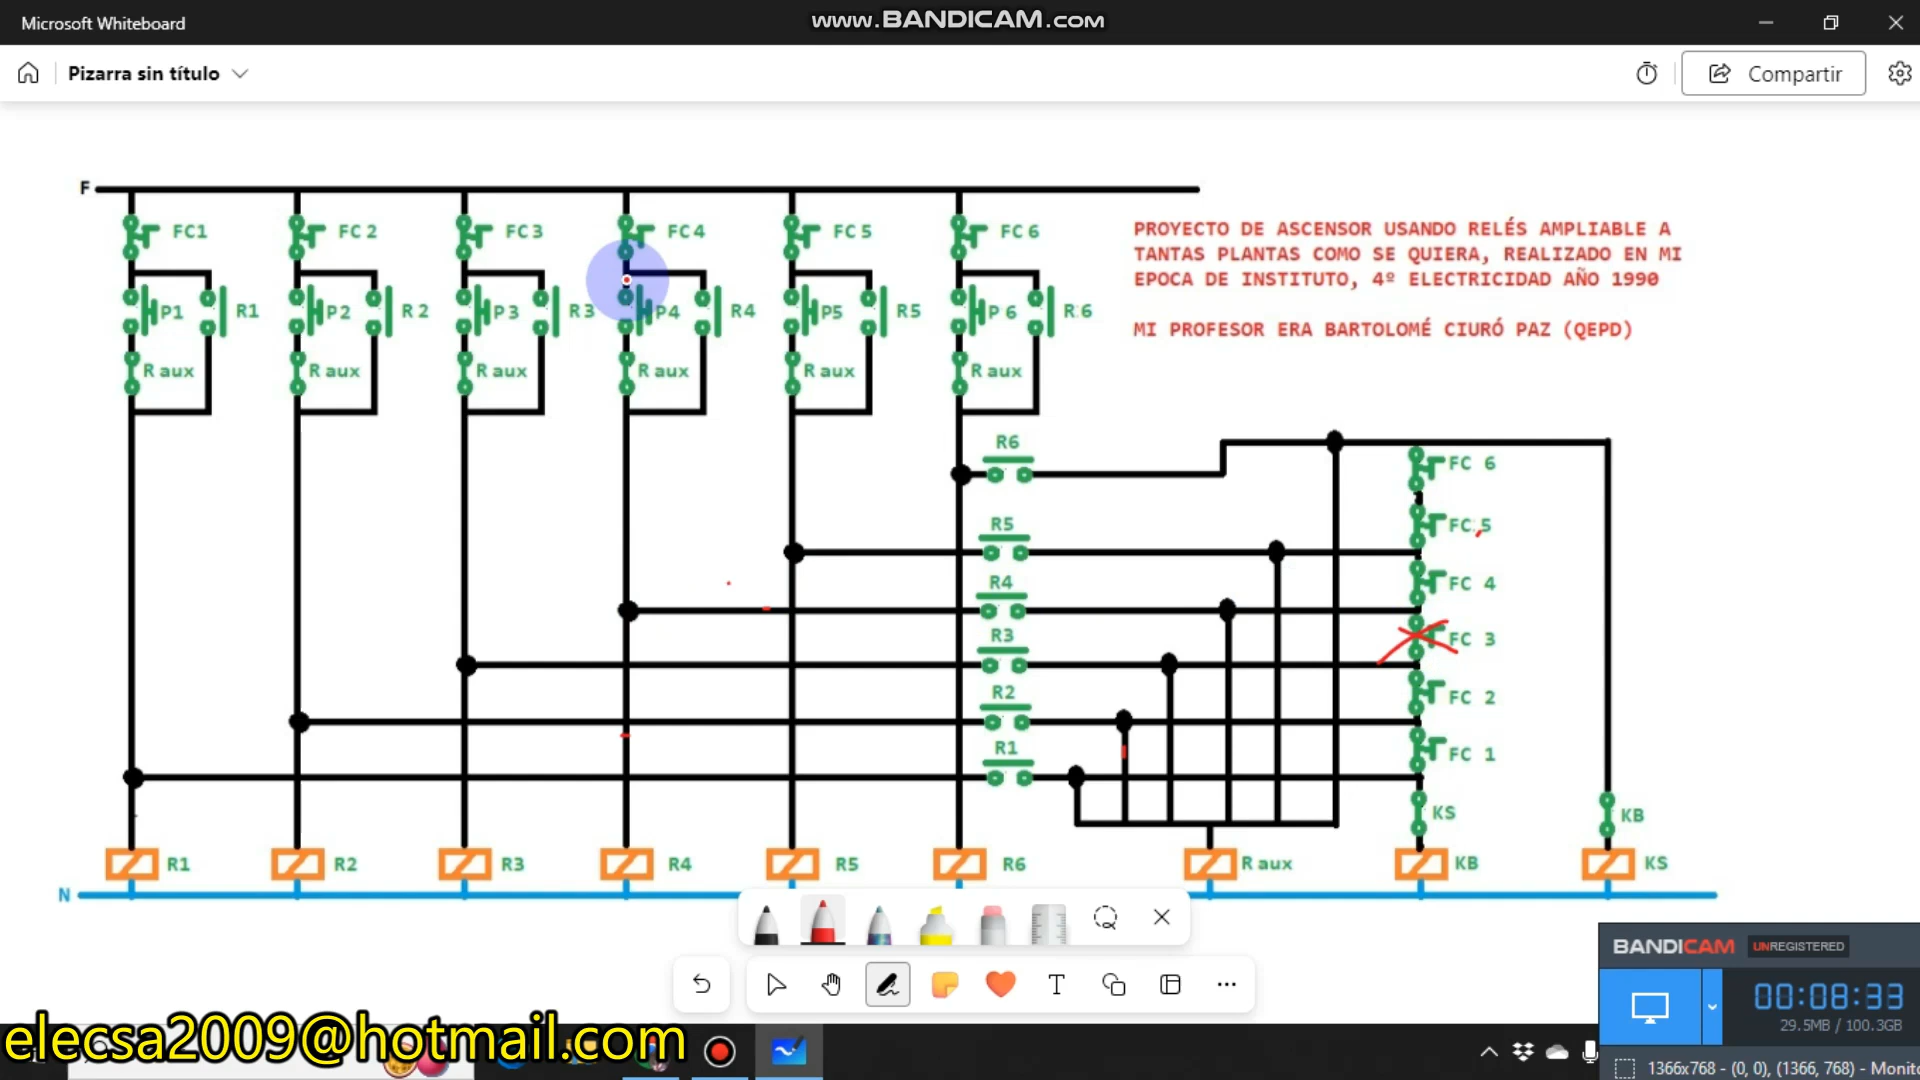 Microsoft Whiteboard
www.BANDICAM.com
Pizarra sin título
Compartir
F
FC1 FC 2 FC 3 FC 4 FC 5 FC 6
PROYECTO DE ASCENSOR USANDO RELÉS AMPLIABLE A
TANTAS PLANTAS COMO SE QUIERA, REALIZADO EN MI
EPOCA DE INSTITUTO, 4º ELECTRICIDAD AÑO 1990
MI PROFESOR ERA BARTOLOMÉ CIURÓ PAZ (QEPD)
P1 R1 P2 R 2 P 3 R3 P4 R4 P5 R5 P 6 R 6
R aux R aux R aux R aux R aux R aux
R6
FC 6
R5
FC 5
R4
FC 4
R3
FC 3
R2
FC 2
R1
FC 1
KS
KB
R1 R2 R3 R4 R5 R6 R aux KB KS
N
BANDICAM UNREGISTERED
00:08:33
29.5MB / 100.3GB
elecsa2009@hotmail.com
1366x768 - (0, 0), (1366, 768) - Monito